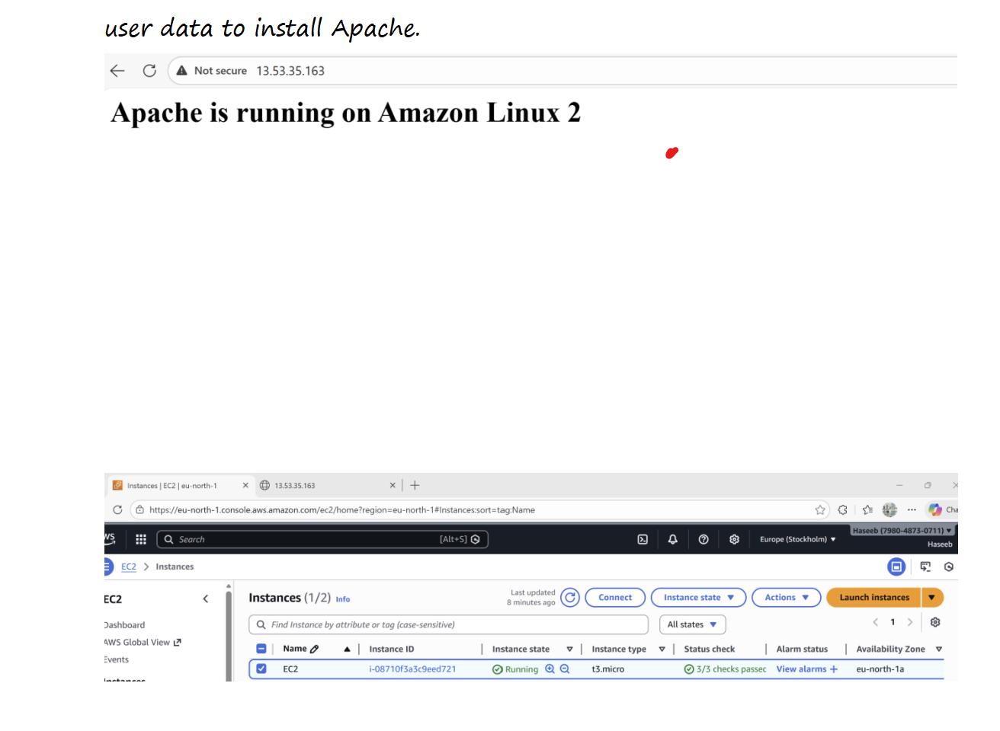 user data to install Apache.
Not secure 13.53.35.163
Apache is running on Amazon Linux 2
Instances | EC2 | eu-north-1
13.53.35.163
https://eu-north-1.console.aws.amazon.com/ec2/home?region=eu-north-1#Instances:sort=tag:Name
Cha
Search [Alt+S]
Europe (Stockholm)
Haseeb (7980-4873-0711)
Haseeb
EC2 > Instances
EC2
Dashboard
AWS Global View
Events
Instances
Instances (1/2) Info
Last updated
8 minutes ago
Connect
Instance state
Actions
Launch instances
Find Instance by attribute or tag (case-sensitive)
All states
1
Name Instance ID Instance state Instance type Status check Alarm status Availability Zone
EC2 i-08710f3a3c9eed721 Running t3.micro 3/3 checks passec View alarms + eu-north-1a